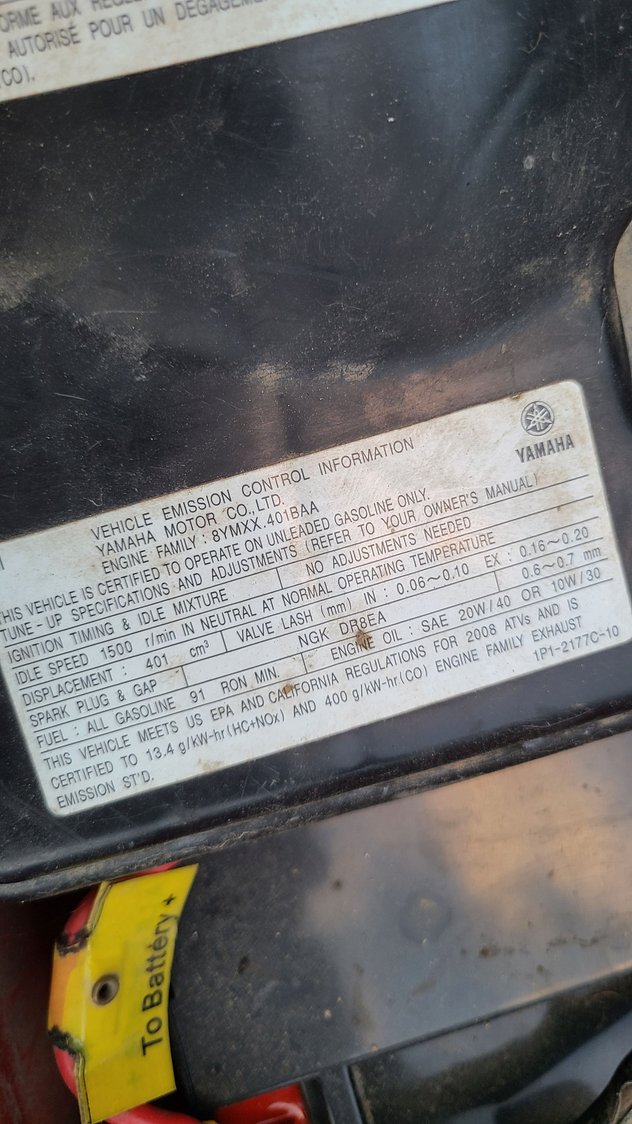 ORME AUX
AUTORISÉ POUR UN
CO).
YAMAHA
VEHICLE EMISSION CONTROL INFORMATION
YAMAHA MOTOR CO.,LTD.
ENGINE FAMILY : 8YMXX.401BAA
THIS VEHICLE IS CERTIFIED TO OPERATE ON UNLEADED GASOLINE ONLY.
TUNE-UP SPECIFICATIONS AND ADJUSTMENTS (REFER TO YOUR OWNER'S MANUAL)
IGNITION TIMING & IDLE MIXTURE NO ADJUSTMENTS NEEDED
IDLE SPEED 1500 r/min IN NEUTRAL AT NORMAL OPERATING TEMPERATURE
DISPLACEMENT : 401 cm³ VALVE LASH (mm) IN : 0.06~0.10 EX : 0.16~0.20
SPARK PLUG & GAP NGK DR8EA 0.6~0.7 mm
FUEL : ALL GASOLINE 91 RON MIN. ENGINE OIL : SAE 20W/40 OR 10W/30
THIS VEHICLE MEETS US EPA AND CALIFORNIA REGULATIONS FOR 2008 ATVs AND IS
CERTIFIED TO 13.4 g/kW-hr(HC+NOx) AND 400 g/kW-hr(CO) ENGINE FAMILY EXHAUST
EMISSION ST'D. 1P1-2177C-10
To Battery+